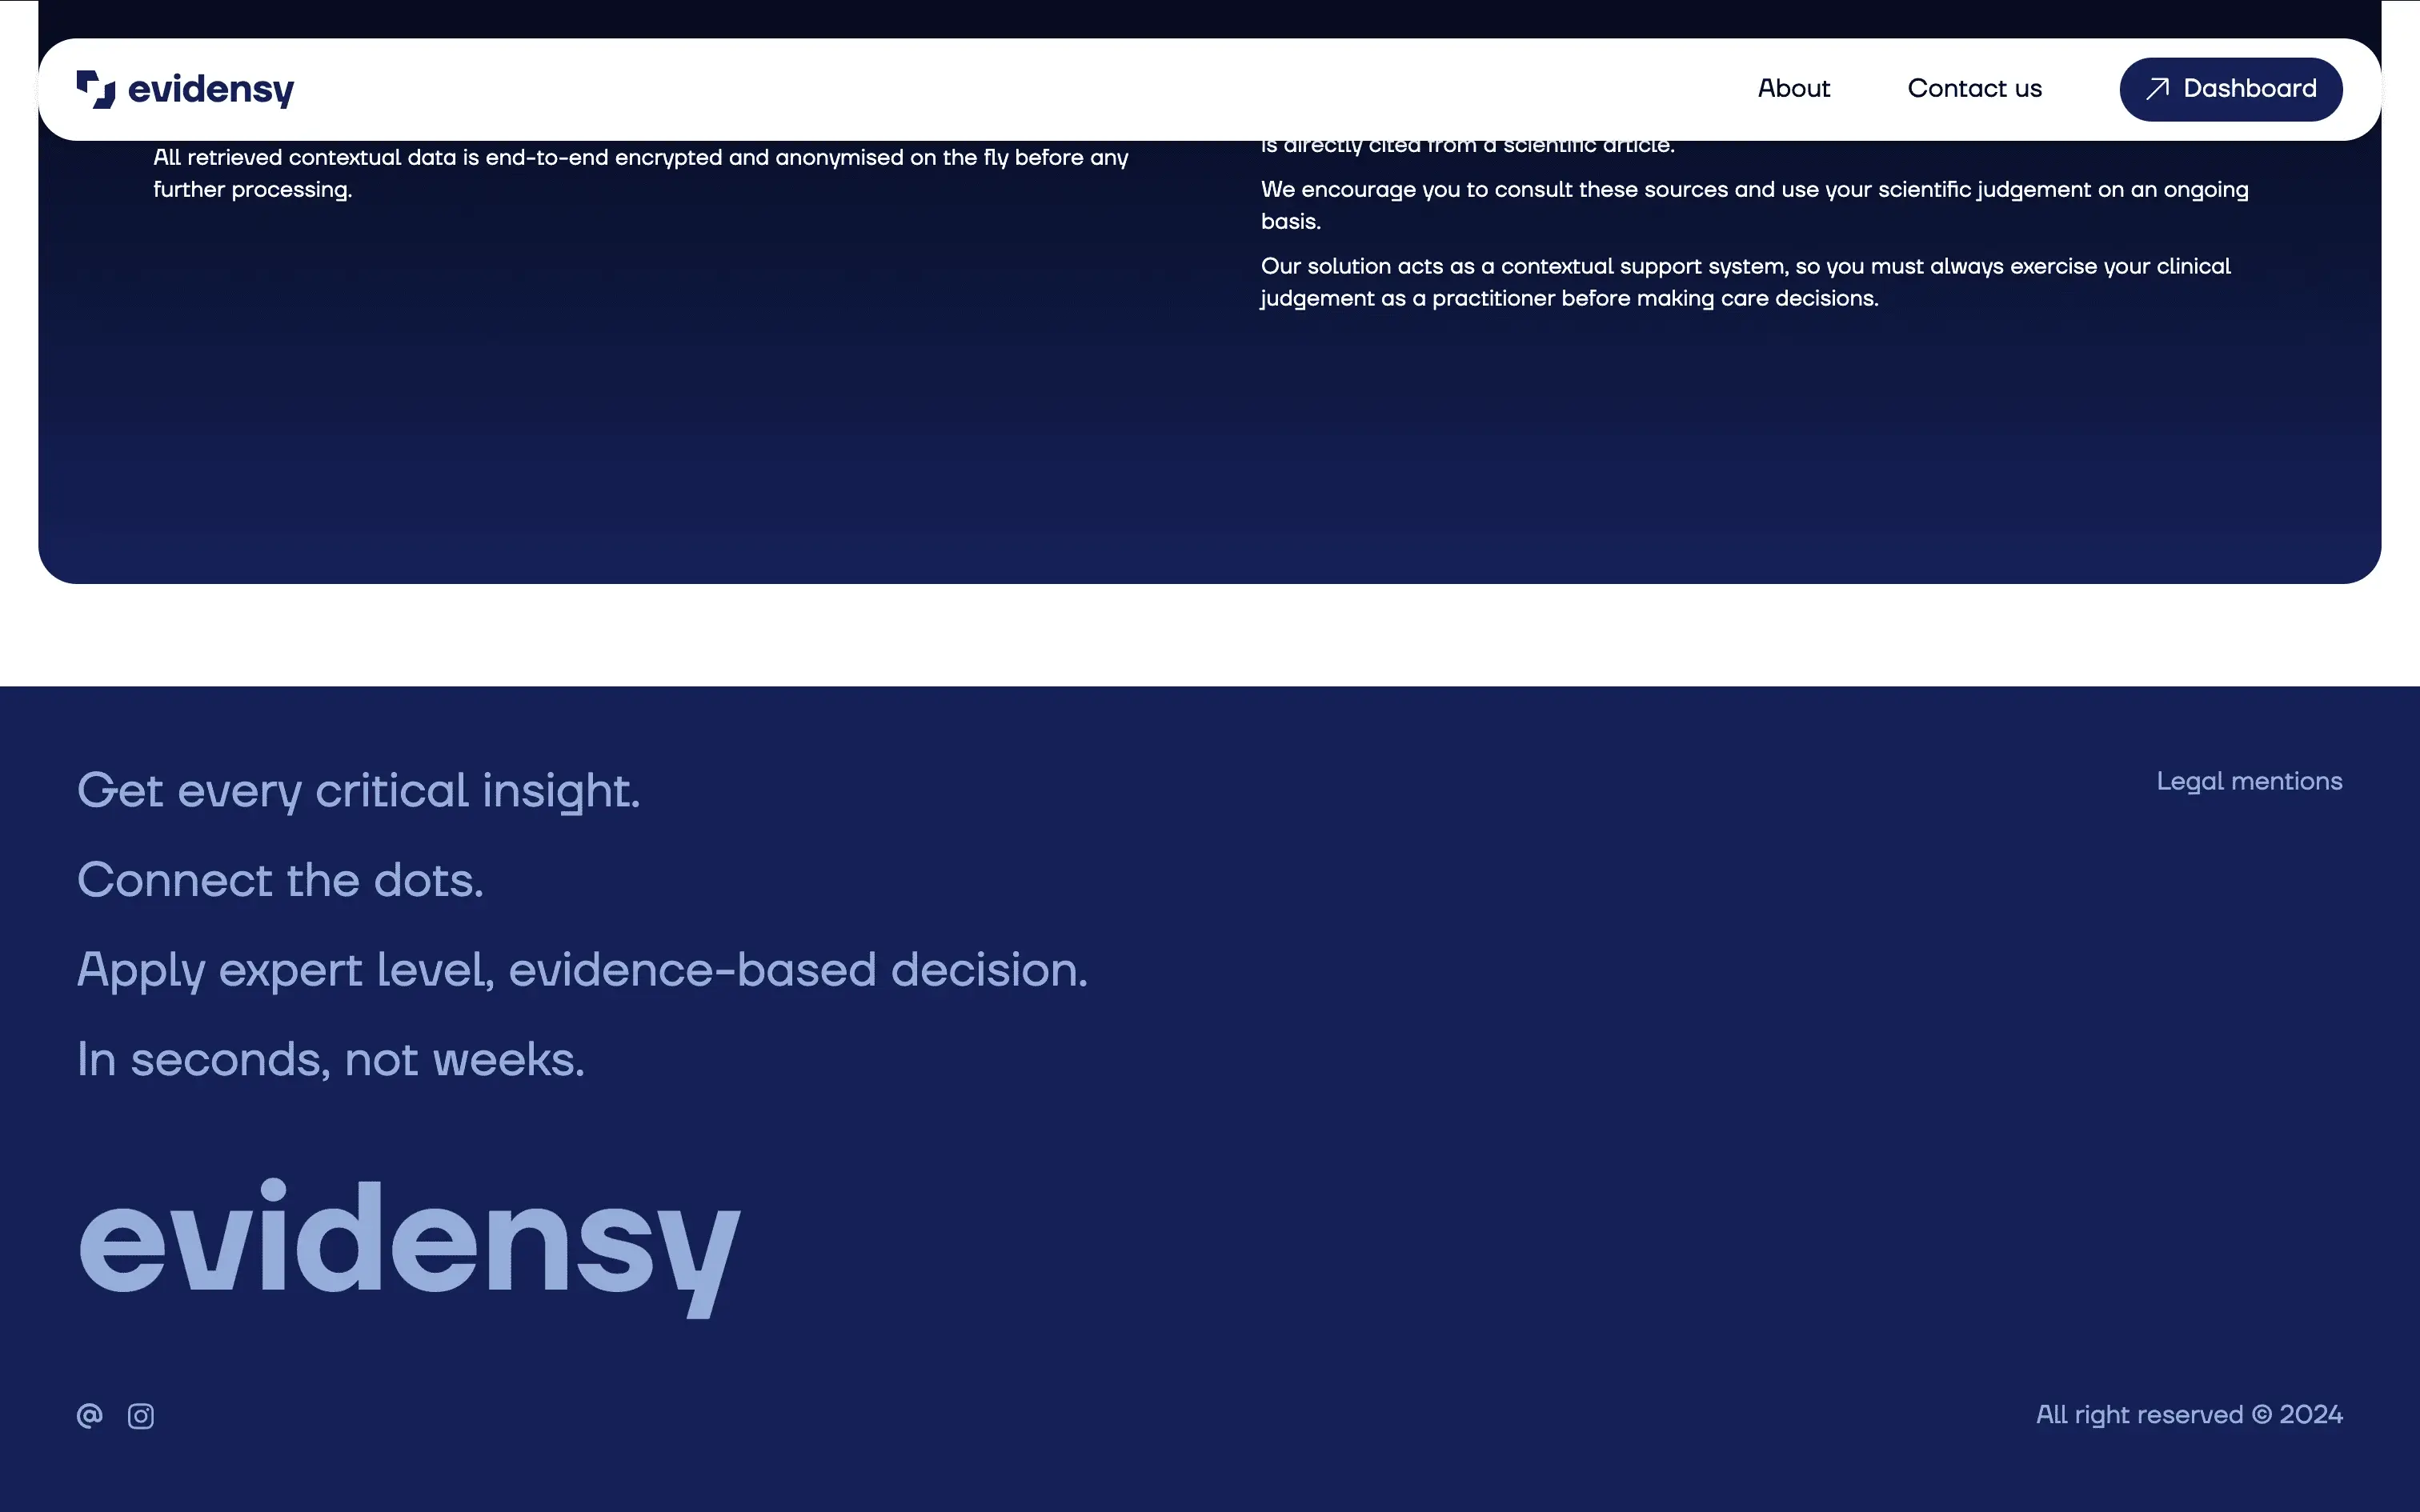 evidensy
About
Contact us
Dashboard
All retrieved contextual data is end-to-end encrypted and anonymised on the fly before any
further processing.
is directly cited from a scientific article.
We encourage you to consult these sources and use your scientific judgement on an ongoing
basis.
Our solution acts as a contextual support system, so you must always exercise your clinical
judgement as a practitioner before making care decisions.
Get every critical insight.
Legal mentions
Connect the dots.
Apply expert level, evidence-based decision.
In seconds, not weeks.
evidensy
All right reserved © 2024